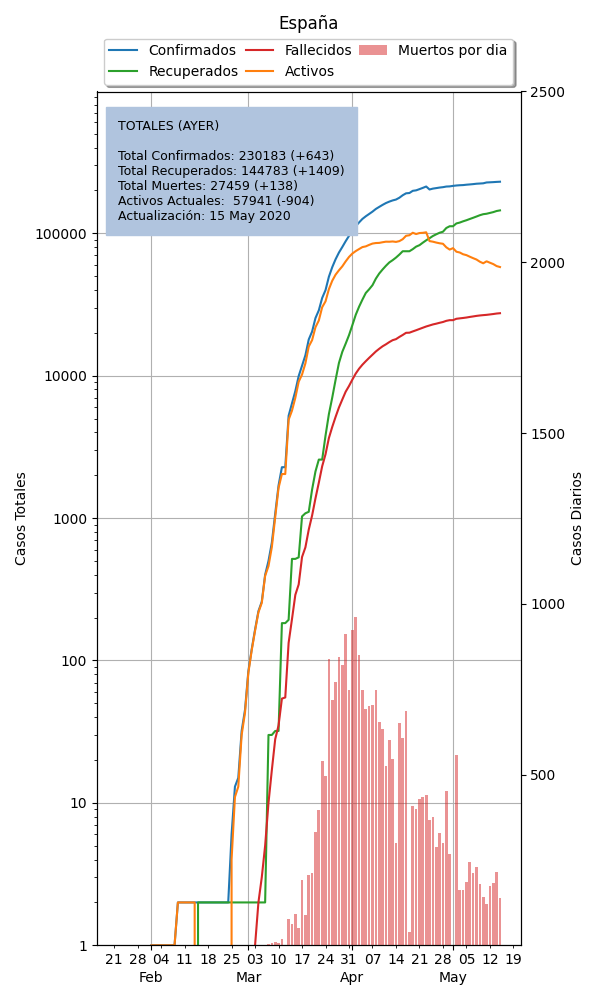 España
Confirmados
Fallecidos
Muertos por dia
Recuperados
Activos
TOTALES (AYER)
Total Confirmados: 230183 (+643)
Total Recuperados: 144783 (+1409)
Total Muertes: 27459 (+138)
Activos Actuales:  57941 (-904)
Actualización: 15 May 2020
100000
10000
1000
100
10
1
Casos Totales
2500
2000
1500
1000
500
Casos Diarios
21 28 04 11 18 25 03 10 17 24 31 07 14 21 28 05 12 19
Feb Mar Apr May